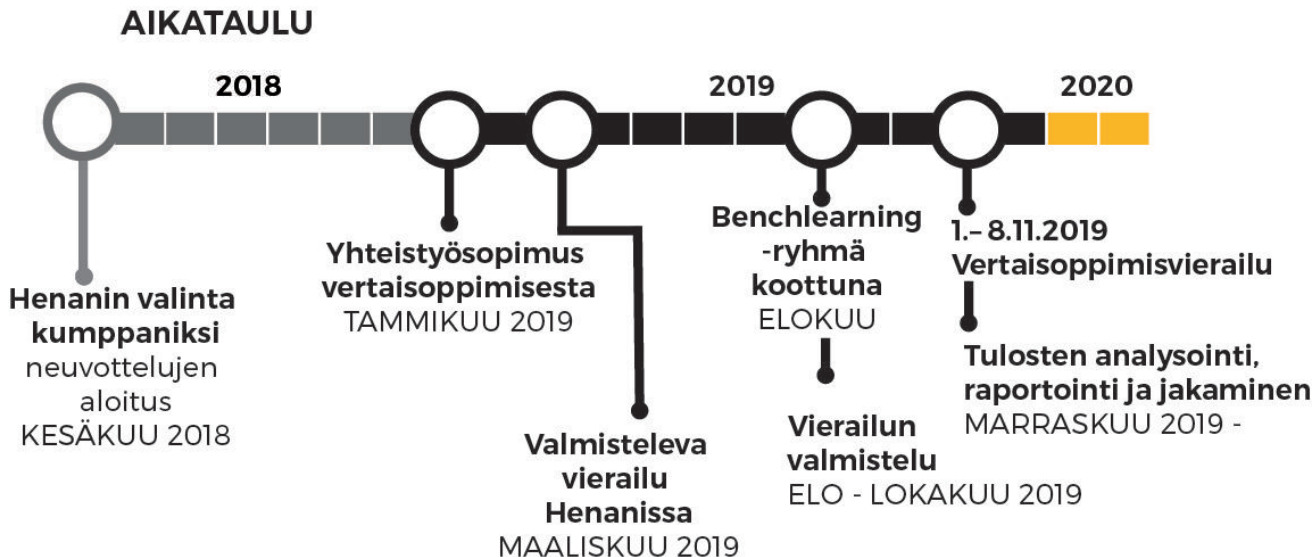 AIKATAULU
2018
2019
2020
Henanin valinta
kumppaniksi
neuvottelujen
aloitus
KESÄKUU 2018
Yhteistyösopimus
vertaisoppimisesta
TAMMIKUU 2019
Valmisteleva
vierailu
Henanissa
MAALISKUU 2019
Benchlearning
-ryhmä
koottuna
ELOKUU
Vierailun
valmistelu
ELO - LOKAKUU 2019
1.– 8.11.2019
Vertaisoppimisvierailu
Tulosten analysointi,
raportointi ja jakaminen
MARRASKUU 2019 -